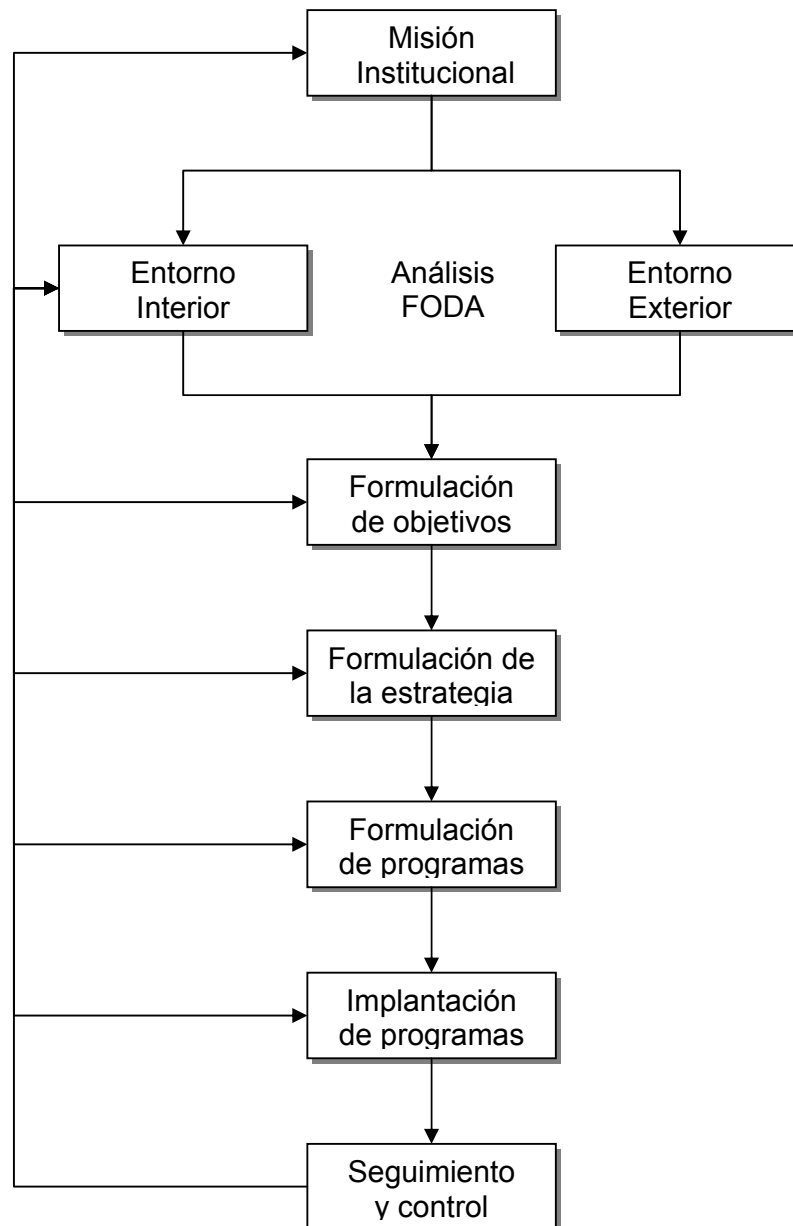 Misión
Institucional
Entorno
Interior
Análisis
FODA
Entorno
Exterior
Formulación
de objetivos
Formulación de
la estrategia
Formulación
de programas
Implantación
de programas
Seguimiento
y control